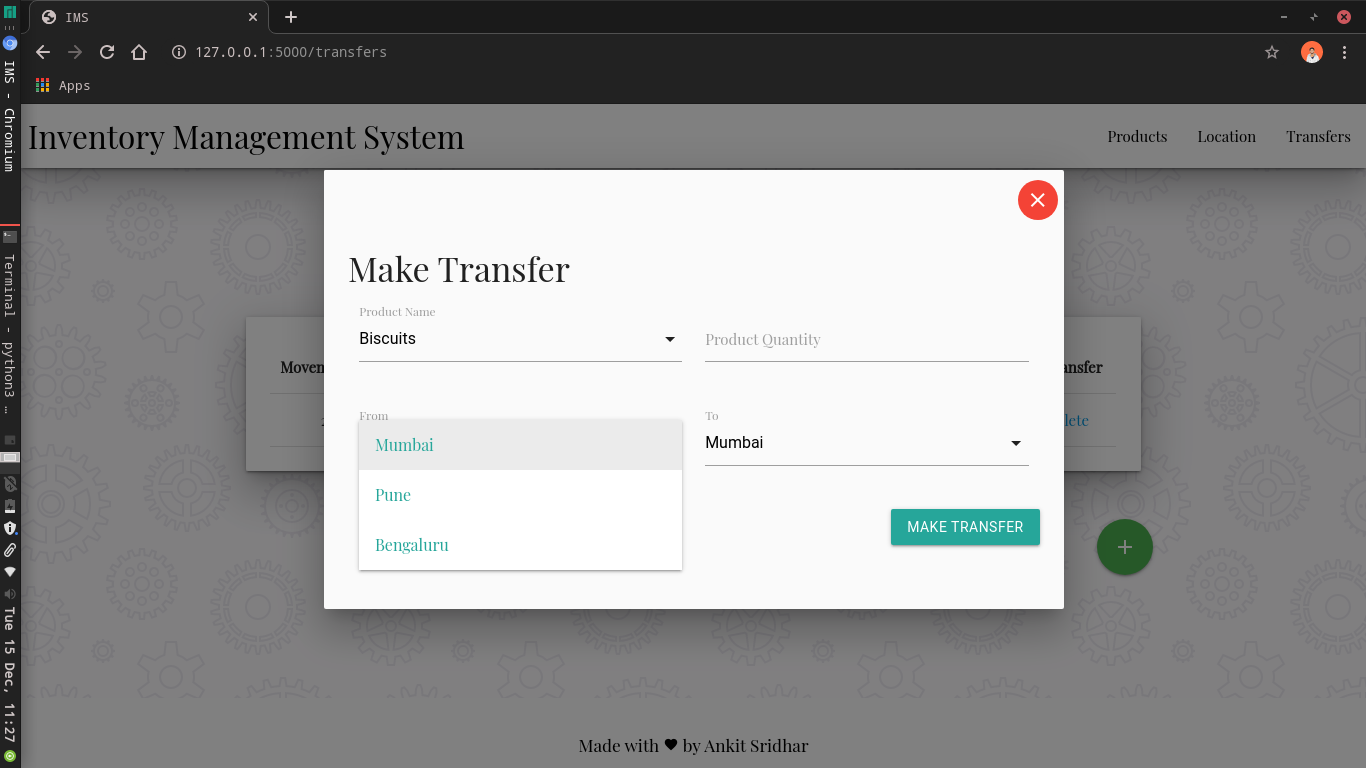 IMS
127.0.0.1:5000/transfers
Apps
IMS - Chromium
Terminal - python3 …
Tue 15 Dec, 11:27
Inventory Management System
Products
Location
Transfers
Make Transfer
Product Name
Biscuits
Product Quantity
Movem
ansfer
From
To
lete
Mumbai
Mumbai
Pune
Bengaluru
MAKE TRANSFER
Made with ♥ by Ankit Sridhar